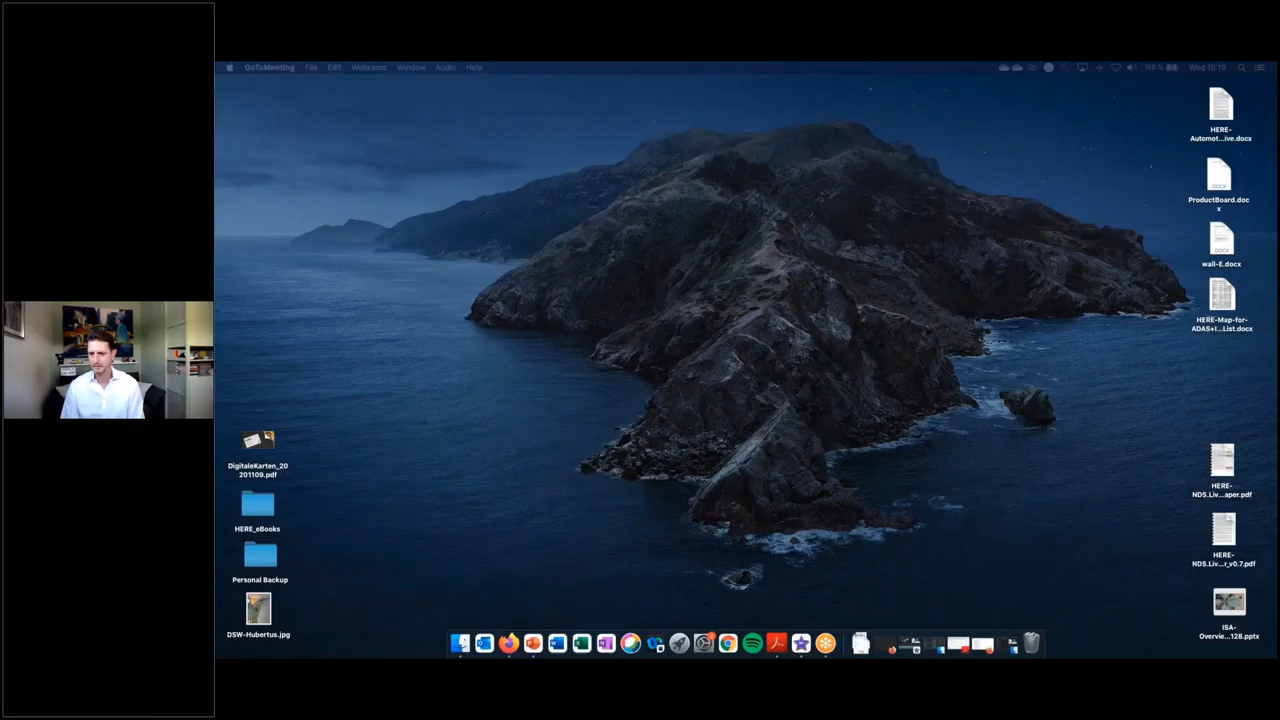 GoToMeeting File Edit Webcams Window Audio Help
100 % Wed 15:19
HERE-
Automot...ive.docx
ProductBoard.doc
x
wall-E.docx
HERE-Map-for-
ADAS+I...List.docx
DigitaleKarten_20
201109.pdf
HERE_eBooks
Personal Backup
DSW-Hubertus.jpg
HERE-
NDS.Liv...aper.pdf
HERE-
NDS.Liv...r_v0.7.pdf
ISA-
Overvie...128.pptx